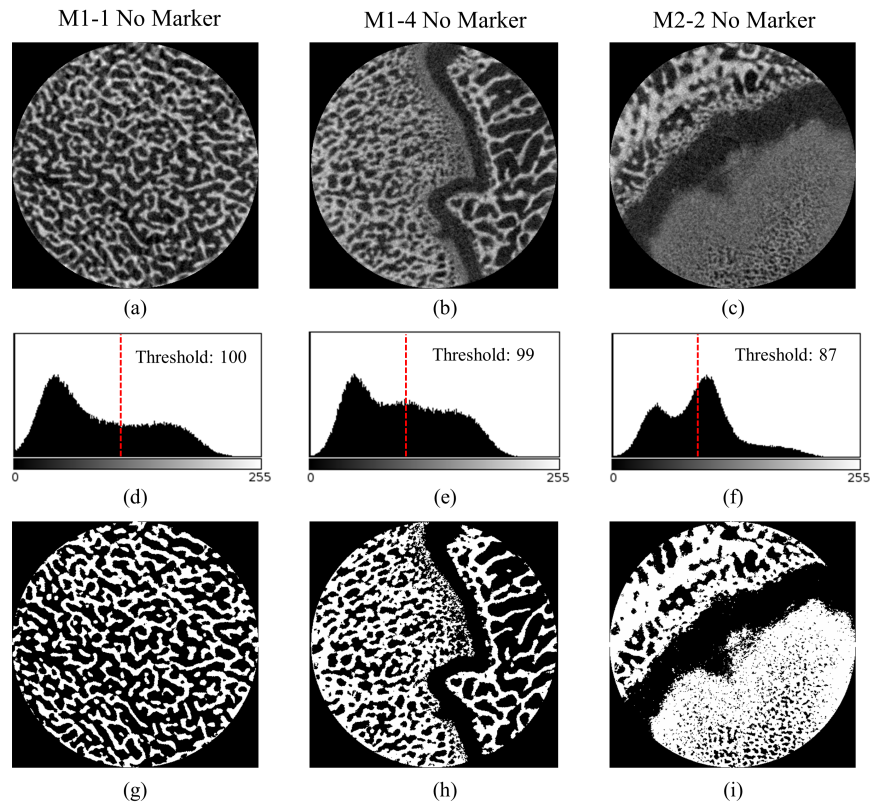 M1-1 No Marker M1-4 No Marker M2-2 No Marker
(a) (b) (c)
Threshold: 100 Threshold: 99 Threshold: 87
0 255 0 255 0 255
(d) (e) (f)
(g) (h) (i)